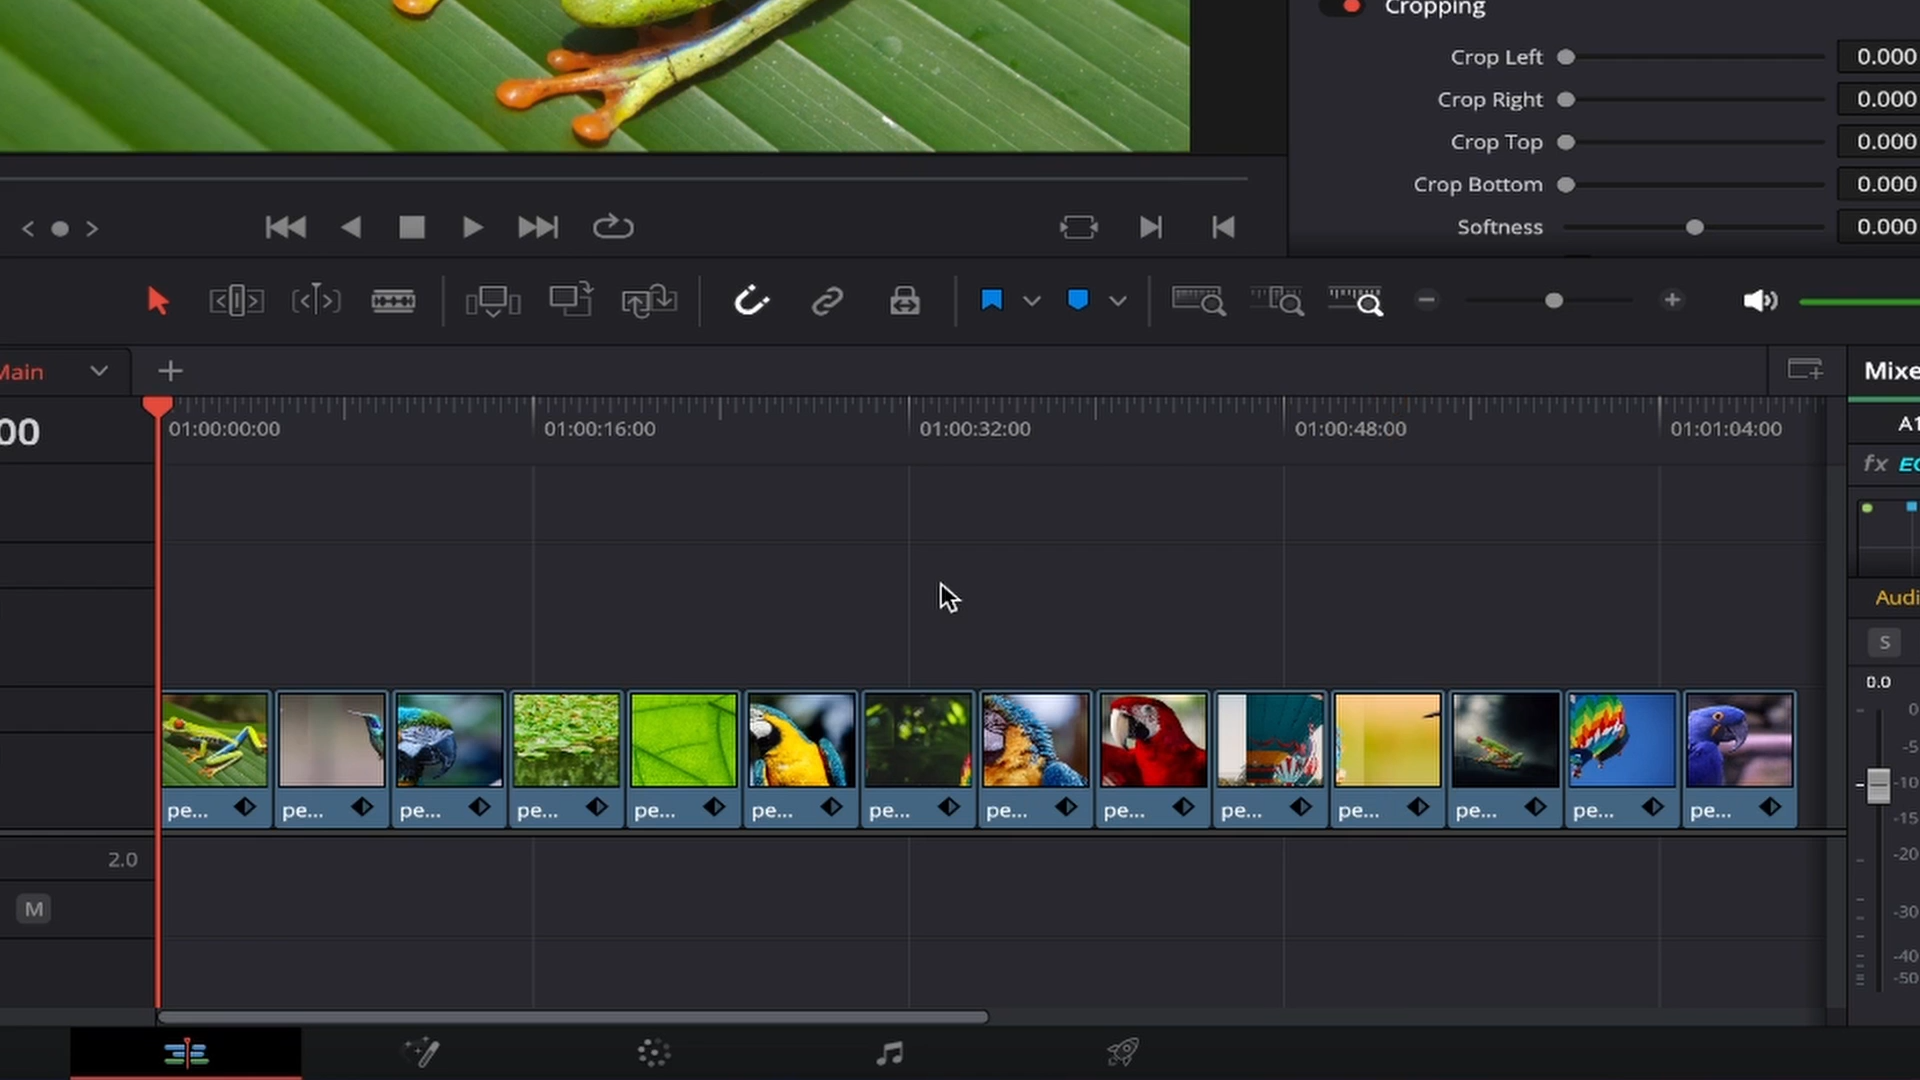 Cropping
Crop Left 0.000
Crop Right 0.000
Crop Top 0.000
Crop Bottom 0.000
Softness 0.000
Main
Mixe
00
01:00:00:00 01:00:16:00 01:00:32:00 01:00:48:00 01:01:04:00
A1
fx EQ
Audi
S
0.0
0
-5
-10
-15
-20
-30
-40
-50
pe... pe... pe... pe... pe... pe... pe... pe... pe... pe... pe... pe... pe... pe...
2.0
M